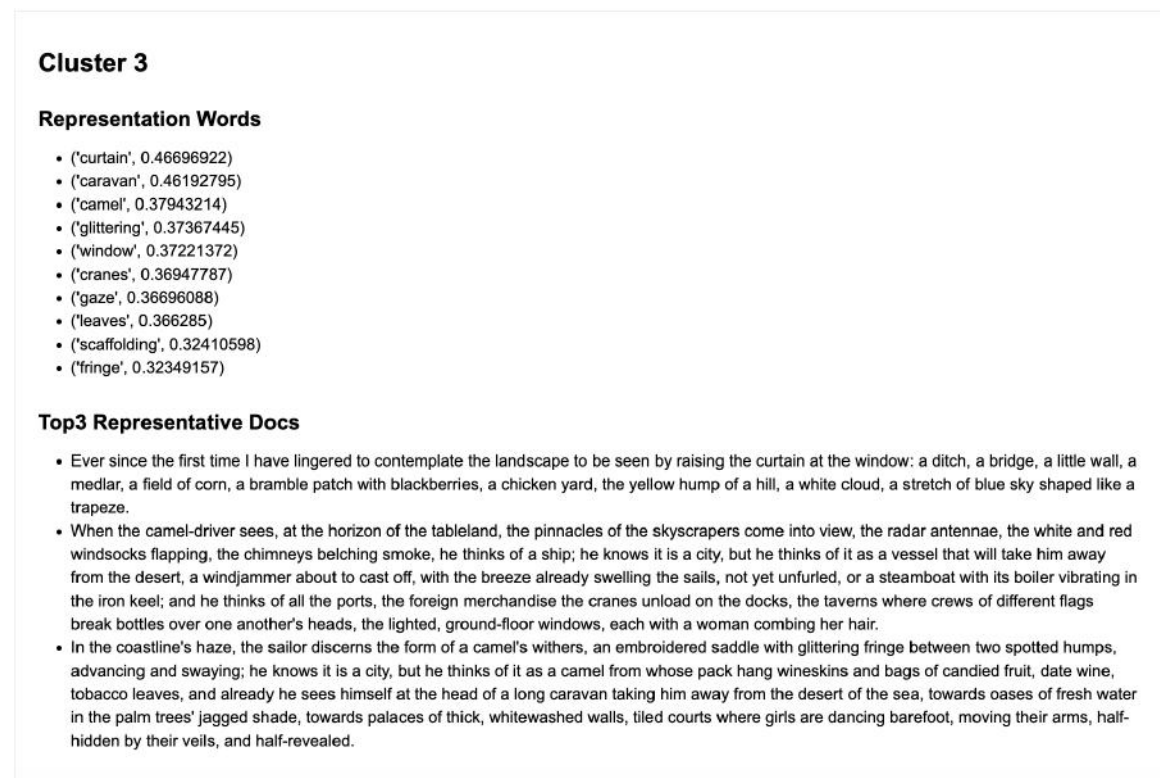 Cluster 3
Representation Words
• ('curtain', 0.46696922)
• ('caravan', 0.46192795)
• ('camel', 0.37943214)
• ('glittering', 0.37367445)
• ('window', 0.37221372)
• ('cranes', 0.36947787)
• ('gaze', 0.36696088)
• ('leaves', 0.366285)
• ('scaffolding', 0.32410598)
• ('fringe', 0.32349157)
Top3 Representative Docs
• Ever since the first time I have lingered to contemplate the landscape to be seen by raising the curtain at the window: a ditch, a bridge, a little wall, a
medlar, a field of corn, a bramble patch with blackberries, a chicken yard, the yellow hump of a hill, a white cloud, a stretch of blue sky shaped like a
trapeze.
• When the camel-driver sees, at the horizon of the tableland, the pinnacles of the skyscrapers come into view, the radar antennae, the white and red
windsocks flapping, the chimneys belching smoke, he thinks of a ship; he knows it is a city, but he thinks of it as a vessel that will take him away
from the desert, a windjammer about to cast off, with the breeze already swelling the sails, not yet unfurled, or a steamboat with its boiler vibrating in
the iron keel; and he thinks of all the ports, the foreign merchandise the cranes unload on the docks, the taverns where crews of different flags
break bottles over one another's heads, the lighted, ground-floor windows, each with a woman combing her hair.
• In the coastline's haze, the sailor discerns the form of a camel's withers, an embroidered saddle with glittering fringe between two spotted humps,
advancing and swaying; he knows it is a city, but he thinks of it as a camel from whose pack hang wineskins and bags of candied fruit, date wine,
tobacco leaves, and already he sees himself at the head of a long caravan taking him away from the desert of the sea, towards oases of fresh water
in the palm trees' jagged shade, towards palaces of thick, whitewashed walls, tiled courts where girls are dancing barefoot, moving their arms, half-
hidden by their veils, and half-revealed.